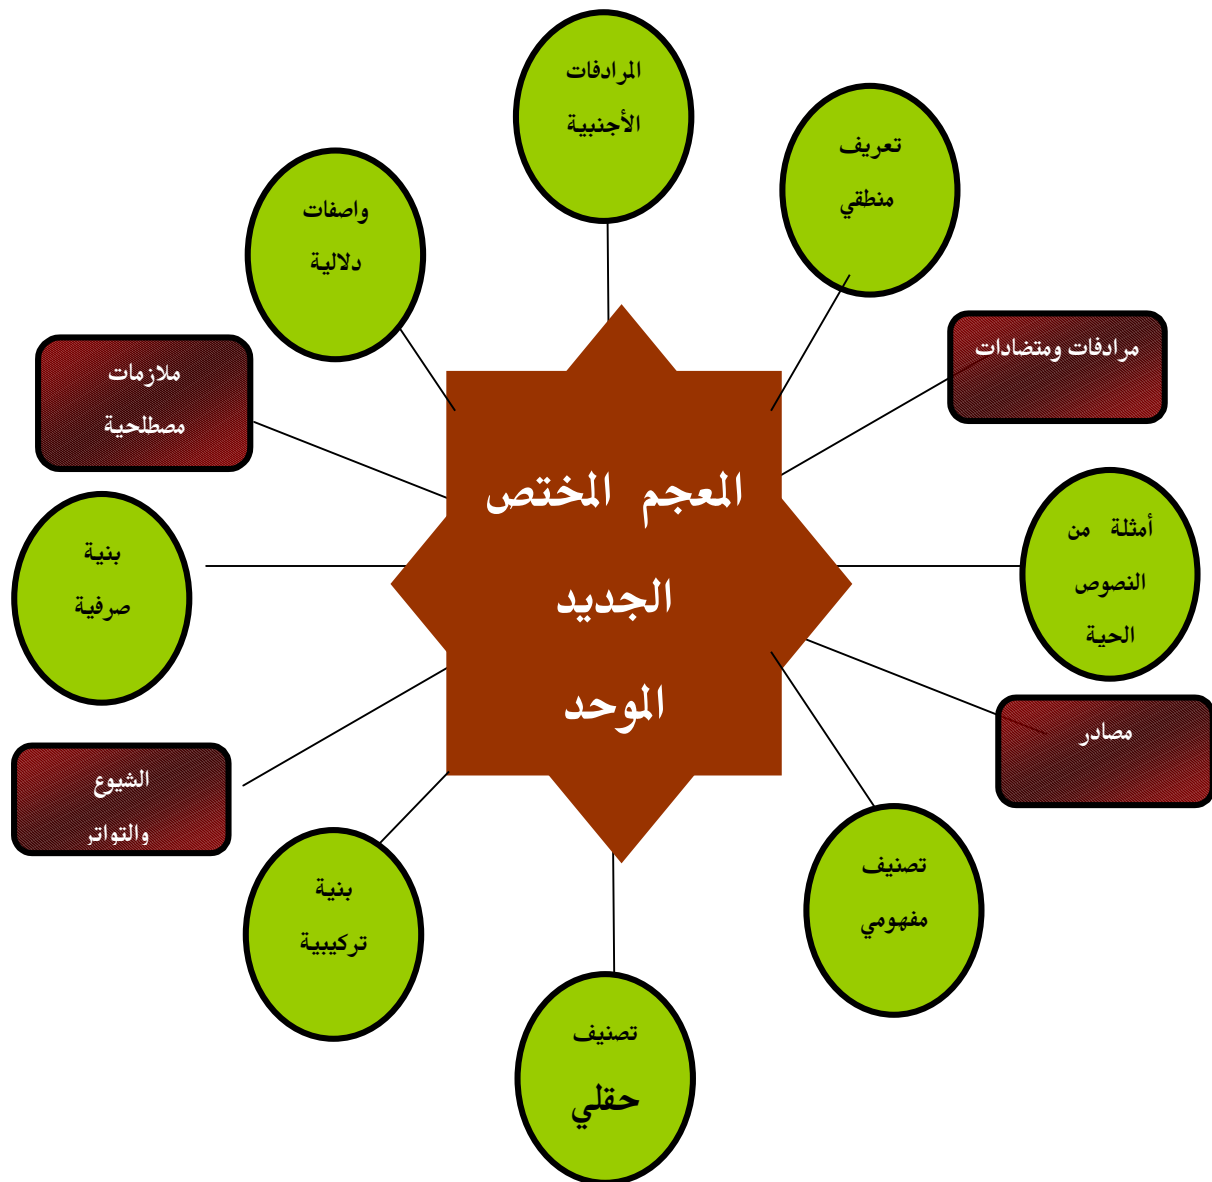 المرادفات
الأجنبية
تعريف
منطقي
واصفات
دلالية
مرادفات ومتضادات
ملازمات
مصطلحية
المعجم المختص
الجديد
الموحد
أمثلة من
النصوص
الحية
بنية
صرفية
مصادر
الشيوع
والتواتر
تصنيف
مفهومي
بنية
تركيبية
تصنيف
حقلي